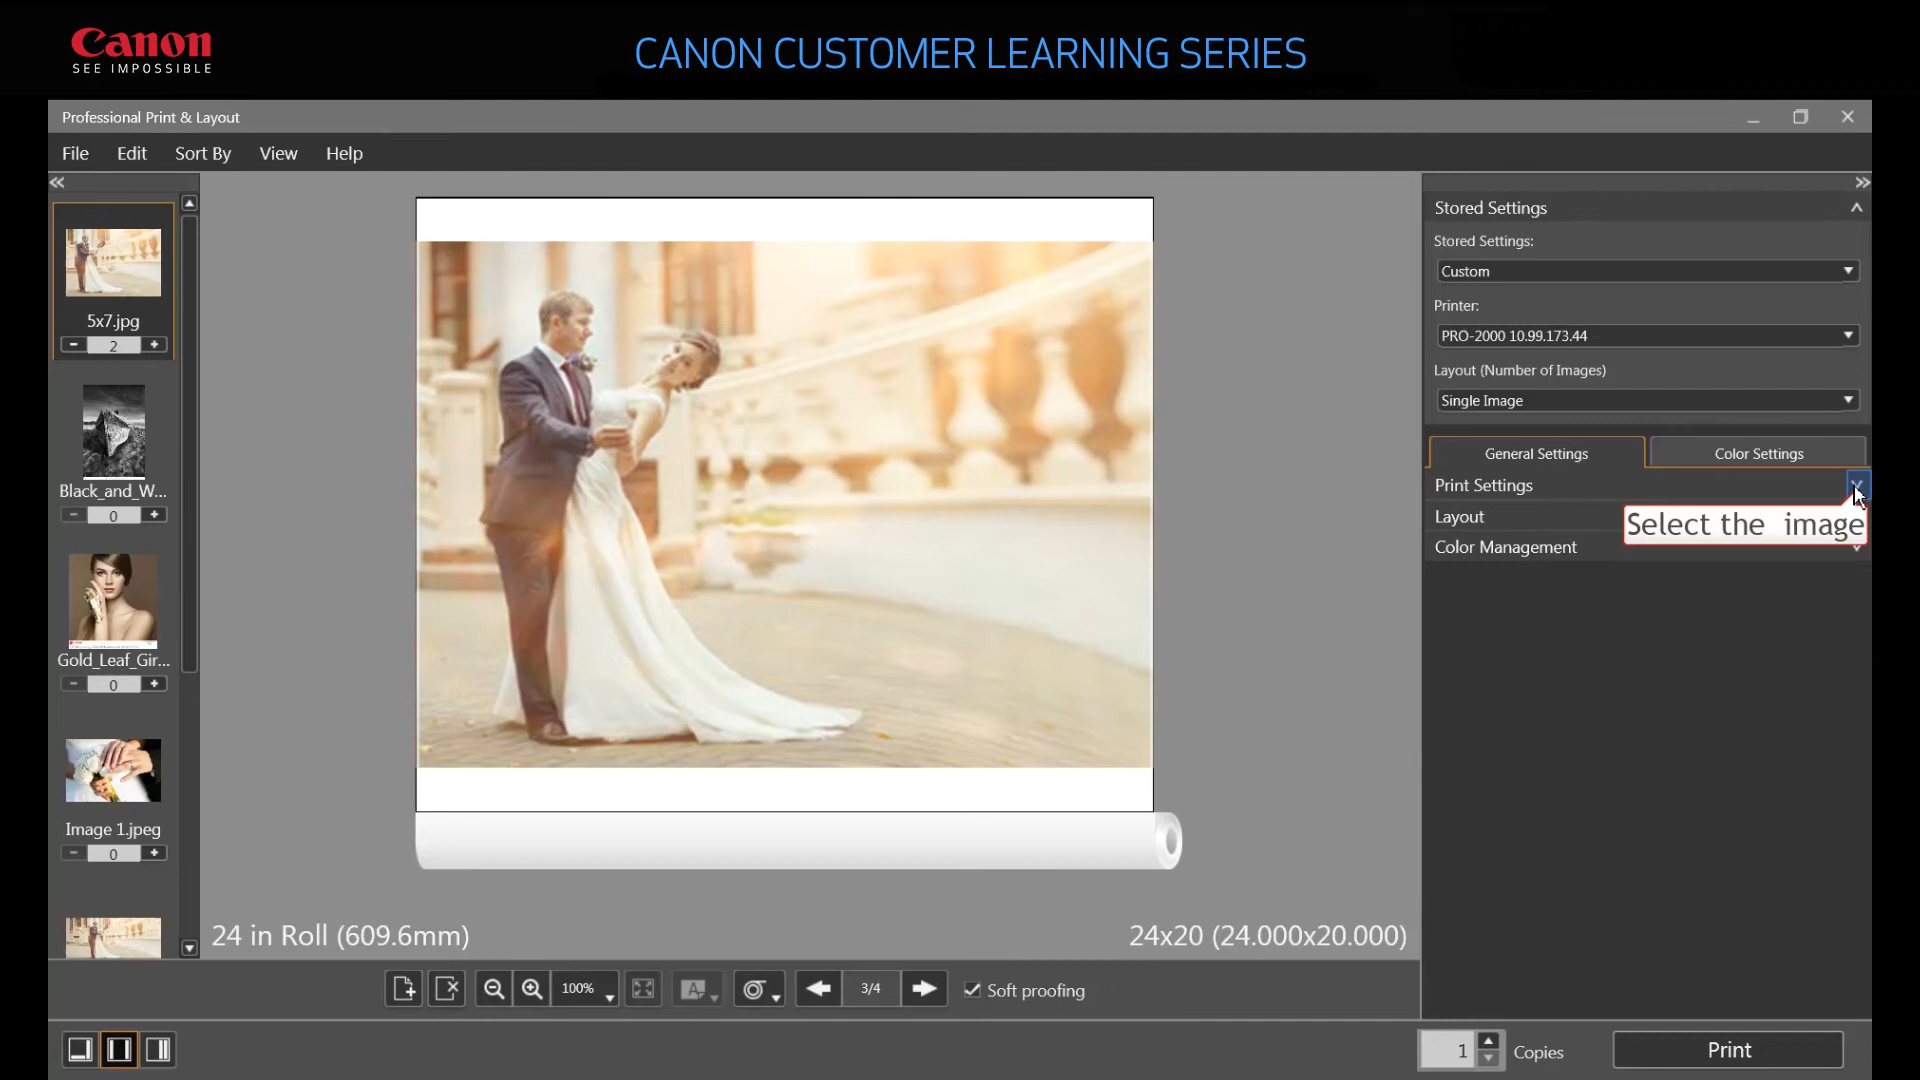 Canon
SEE IMPOSSIBLE
CANON CUSTOMER LEARNING SERIES
Professional Print & Layout
File Edit Sort By View Help
5x7.jpg
2
Black_and_W...
0
Gold_Leaf_Gir...
0
Image 1.jpeg
0
24 in Roll (609.6mm)
24x20 (24.000x20.000)
Stored Settings
Stored Settings:
Custom
Printer:
PRO-2000 10.99.173.44
Layout (Number of Images)
Single Image
General Settings Color Settings
Print Settings
Layout
Select the image
Color Management
100%
A
3/4
Soft proofing
1 Copies
Print